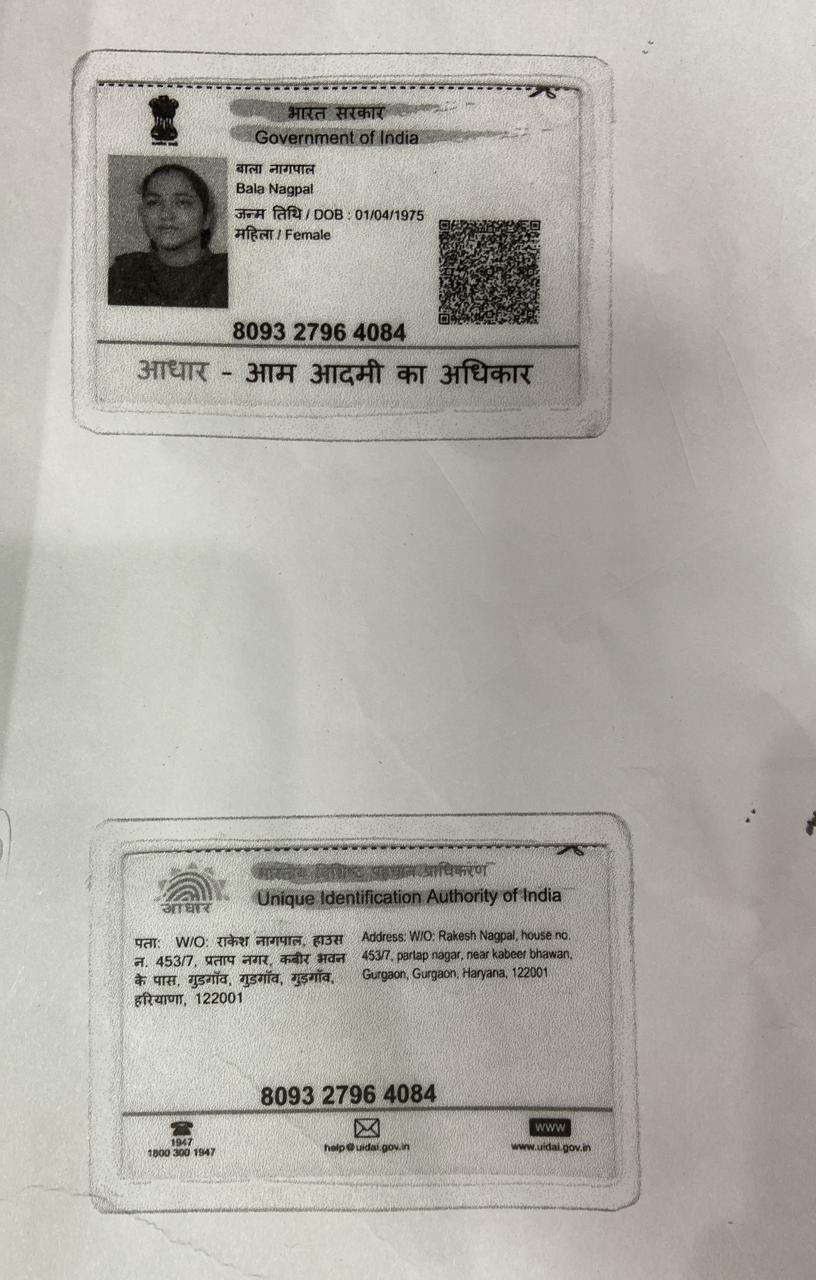 भारत सरकार
Government of India
बाला नागपाल
Bala Nagpal
जन्म तिथि / DOB : 01/04/1975
महिला / Female
8093 2796 4084
आधार - आम आदमी का अधिकार
भारतीय विशिष्ट पहचान प्राधिकरण
Unique Identification Authority of India
आधार
पता: W/O: राकेश नागपाल, हाउस
न. 453/7, प्रताप नगर, कबीर भवन
के पास, गुडगाँव, गुडगाँव, गुड़गाँव,
हरियाणा, 122001
Address: W/O: Rakesh Nagpal, house no.
453/7, partap nagar, near kabeer bhawan,
Gurgaon, Gurgaon, Haryana, 122001
8093 2796 4084
1947
1800 300 1947
help@uidai.gov.in
WWW
www.uidai.gov.in